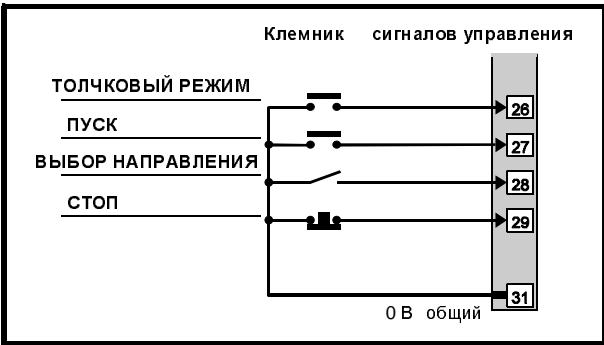 Клемник сигналов управления
ТОЛЧКОВЫЙ РЕЖИМ
26
ПУСК
27
ВЫБОР НАПРАВЛЕНИЯ
28
СТОП
29
31
0 В общий